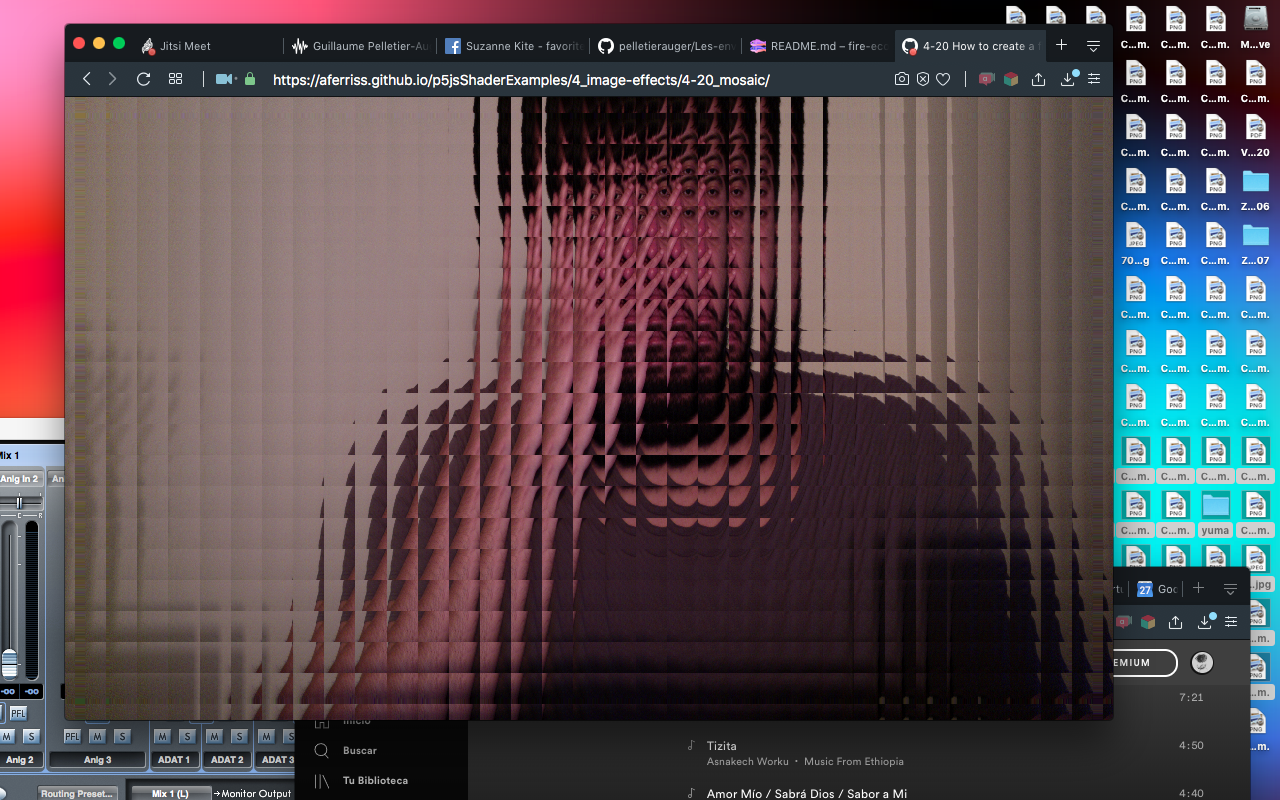 Jitsi Meet
Guillaume Pelletier-Au
Suzanne Kite - favorit
pelletierauger/Les-en
README.md – fire-ec
4-20 How to create a
https://aferriss.github.io/p5jsShaderExamples/4_image-effects/4-20_mosaic/
C...m. C...m. C...m. M...ve
C...m. C...m. C...m. C...m.
C...m. C...m. V...20
C...m. C...m. Z...06
70...g C...m. Z...07
C...m. C...m. C...m.
C...m. C...m. C...m.
C...m. C...m. C...m.
C...m. C...m. C...m.
C...m. yuma C...m.
...jpg
...m.
...m.
...m.
Mix 1
Anlg In 2
An
-oo -oo
PFL
M S PFL M S M S M S M S
Anlg 2 Anlg 3 ADAT 1 ADAT 2 ADAT 3
Routing Preset... Mix 1 (L) Monitor Output
27 Goo
EMIUM
7:21
Inicio
Buscar
Tu Biblioteca
Tizita 4:50
Asnakech Worku • Music From Ethiopia
Amor Mío / Sabrá Dios / Sabor a Mi 4:40